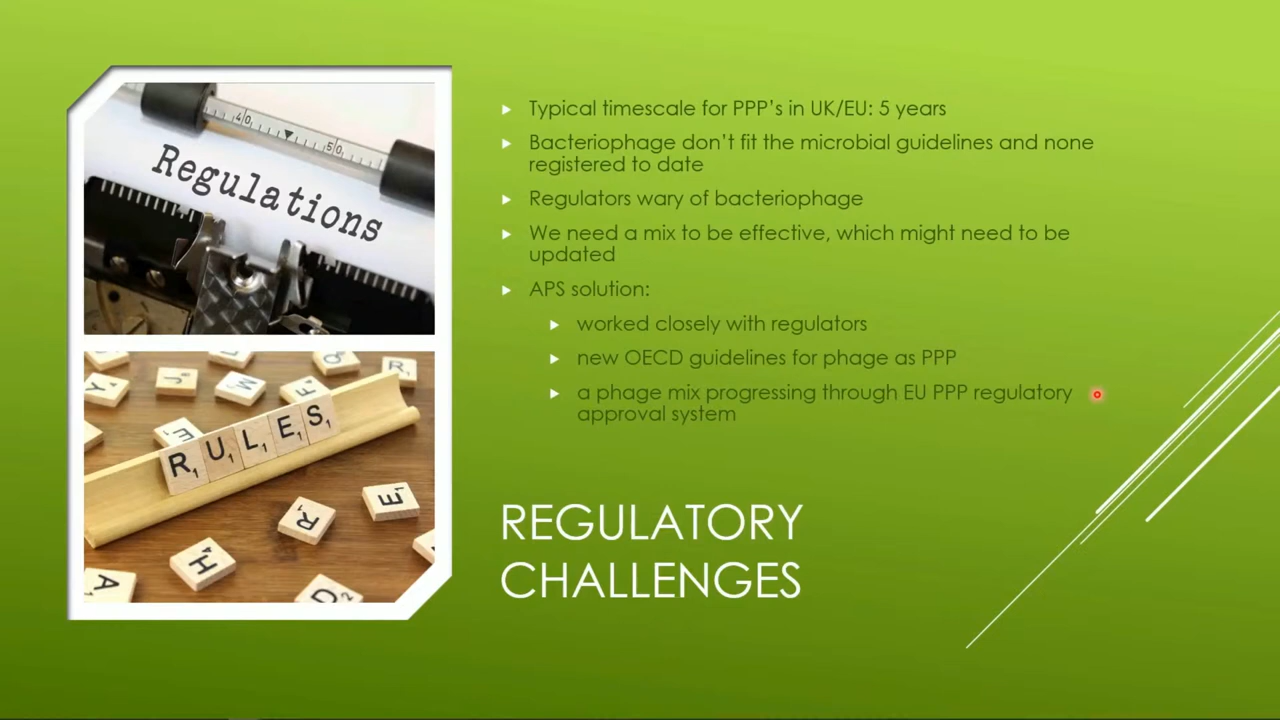 40
50
Regulations
Y J W F O R
E
RULES
R E
H
A D
Typical timescale for PPP's in UK/EU: 5 years
Bacteriophage don't fit the microbial guidelines and none
registered to date
Regulators wary of bacteriophage
We need a mix to be effective, which might need to be
updated
APS solution:
worked closely with regulators
new OECD guidelines for phage as PPP
a phage mix progressing through EU PPP regulatory
approval system
REGULATORY
CHALLENGES